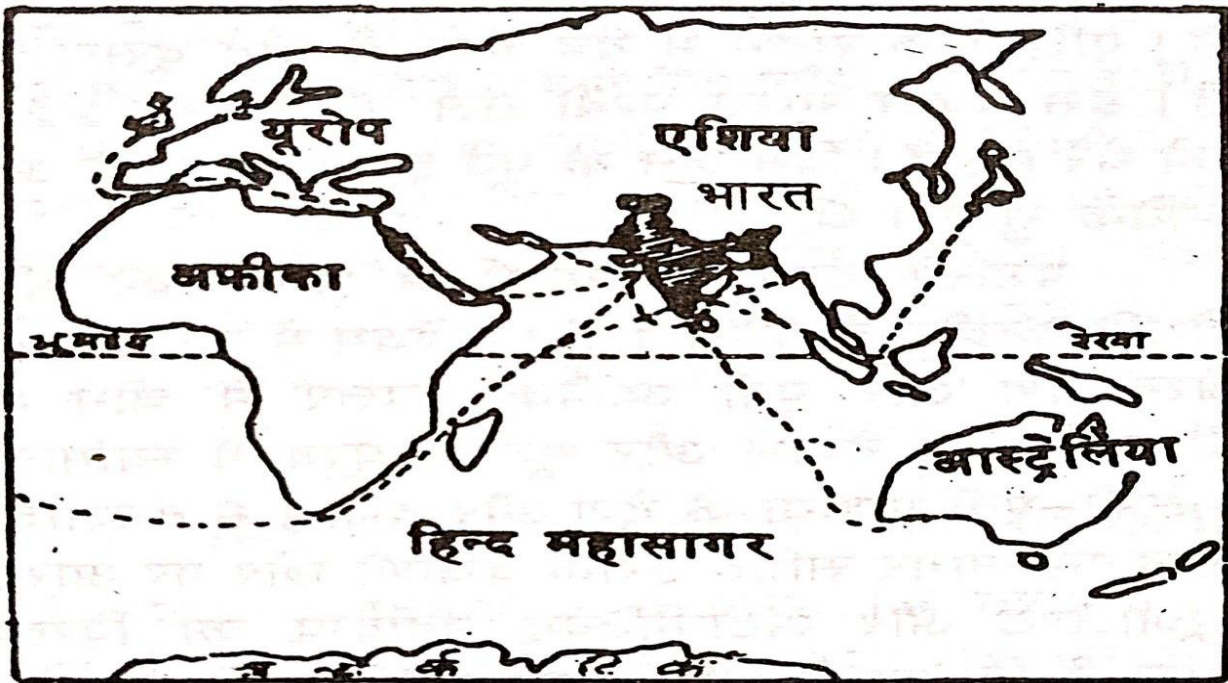 यूरोप
एशिया
भारत
अफ्रीका
रेखा
आस्ट्रेलिया
हिन्द महासागर